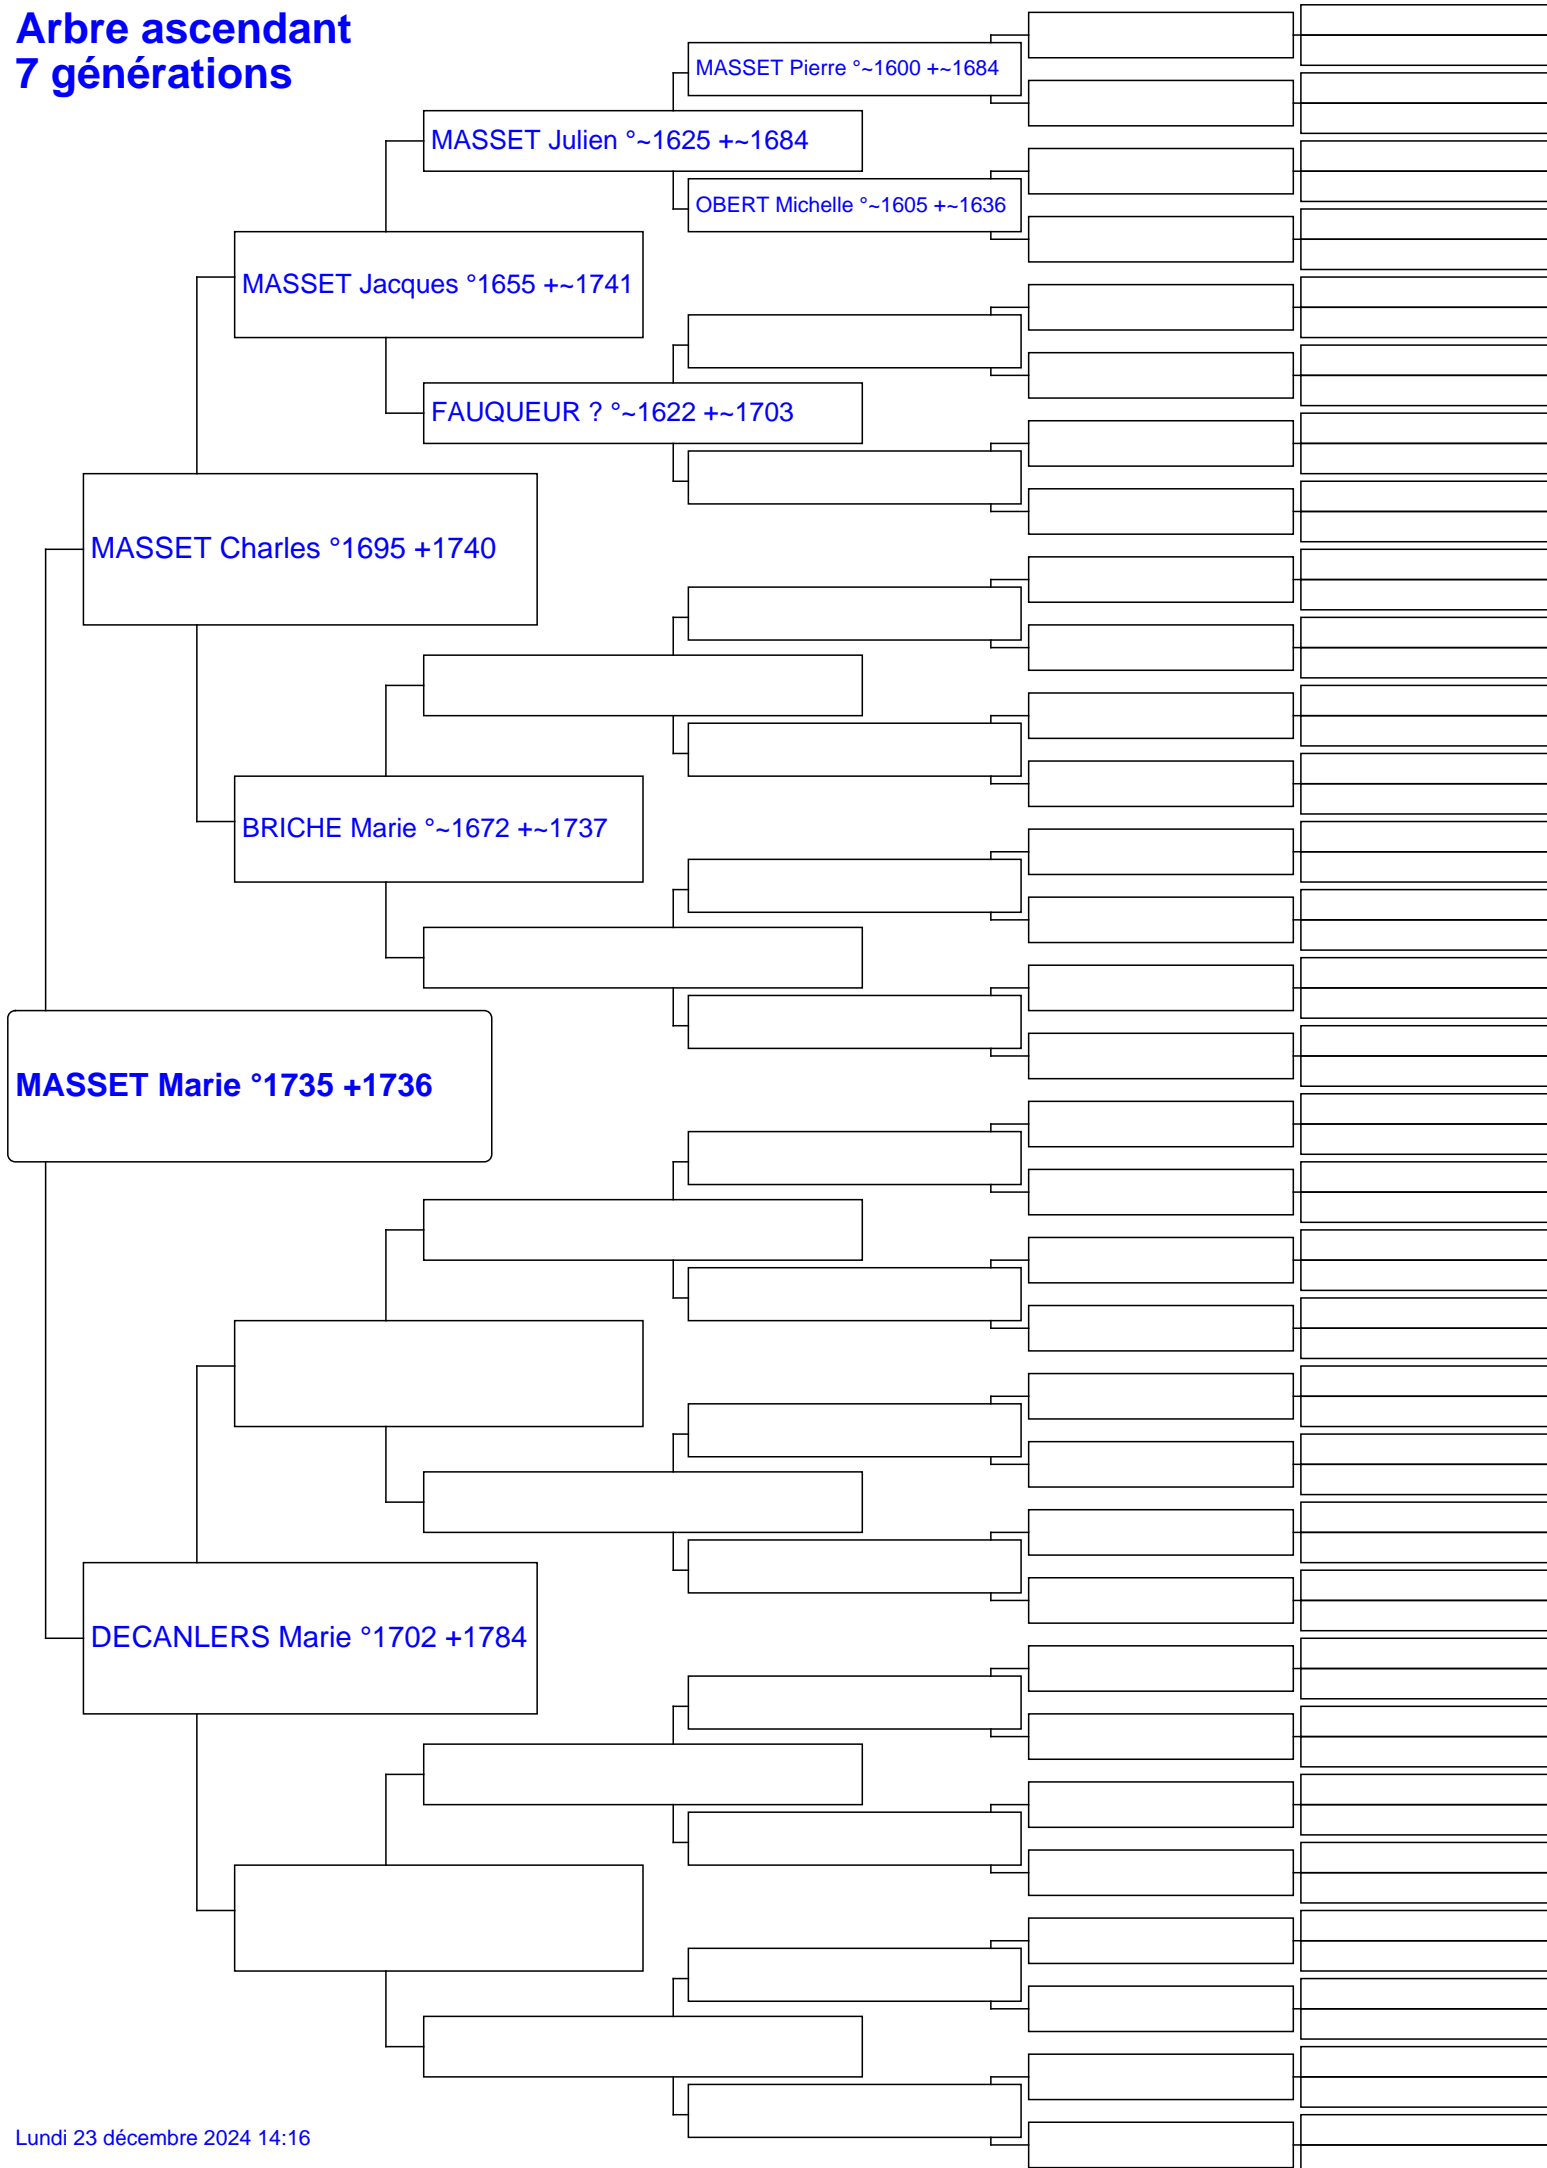 Arbre ascendant
7 générations
MASSET Pierre °~1600 +~1684
MASSET Julien °~1625 +~1684
OBERT Michelle °~1605 +~1636
MASSET Jacques °1655 +~1741
FAUQUEUR ? °~1622 +~1703
MASSET Charles °1695 +1740
BRICHE Marie °~1672 +~1737
MASSET Marie °1735 +1736
DECANLERS Marie °1702 +1784
Lundi 23 décembre 2024 14:16